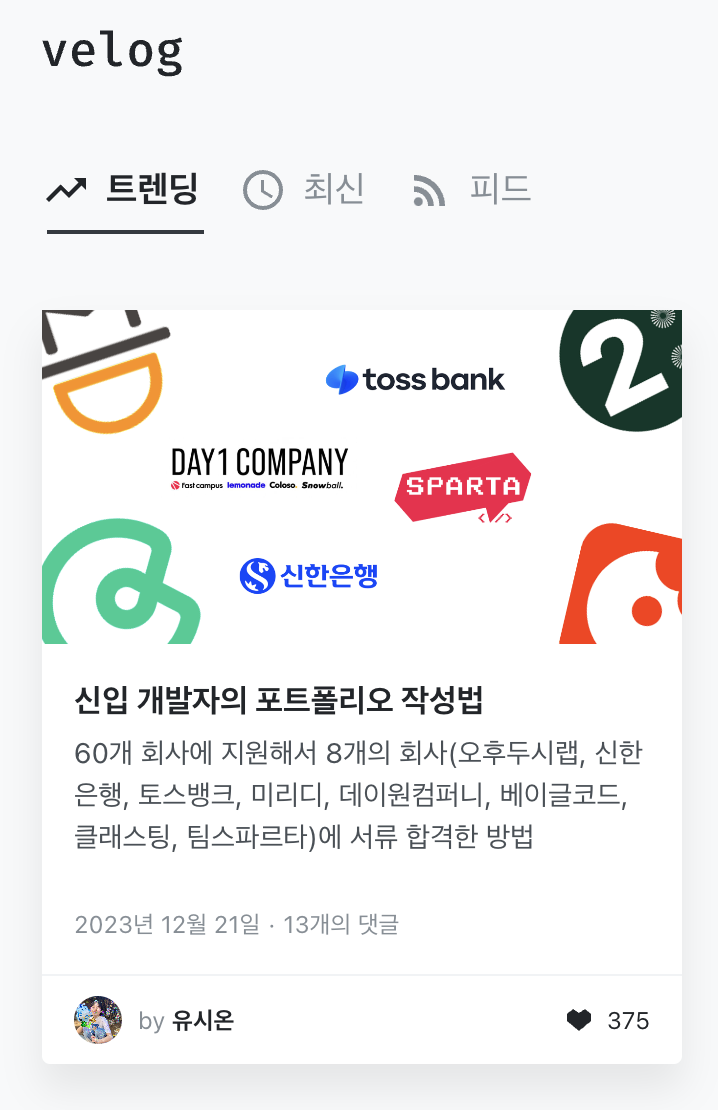 velog
트렌딩 최신 피드
toss bank
2
DAY1 COMPANY
fast campus lemonade Coloso. Snowball.
SPARTA
</>
신한은행
신입 개발자의 포트폴리오 작성법
60개 회사에 지원해서 8개의 회사(오후두시랩, 신한
은행, 토스뱅크, 미리디, 데이원컴퍼니, 베이글코드,
클래스팅, 팀스파르타)에 서류 합격한 방법
2023년 12월 21일 · 13개의 댓글
by 유시온 375